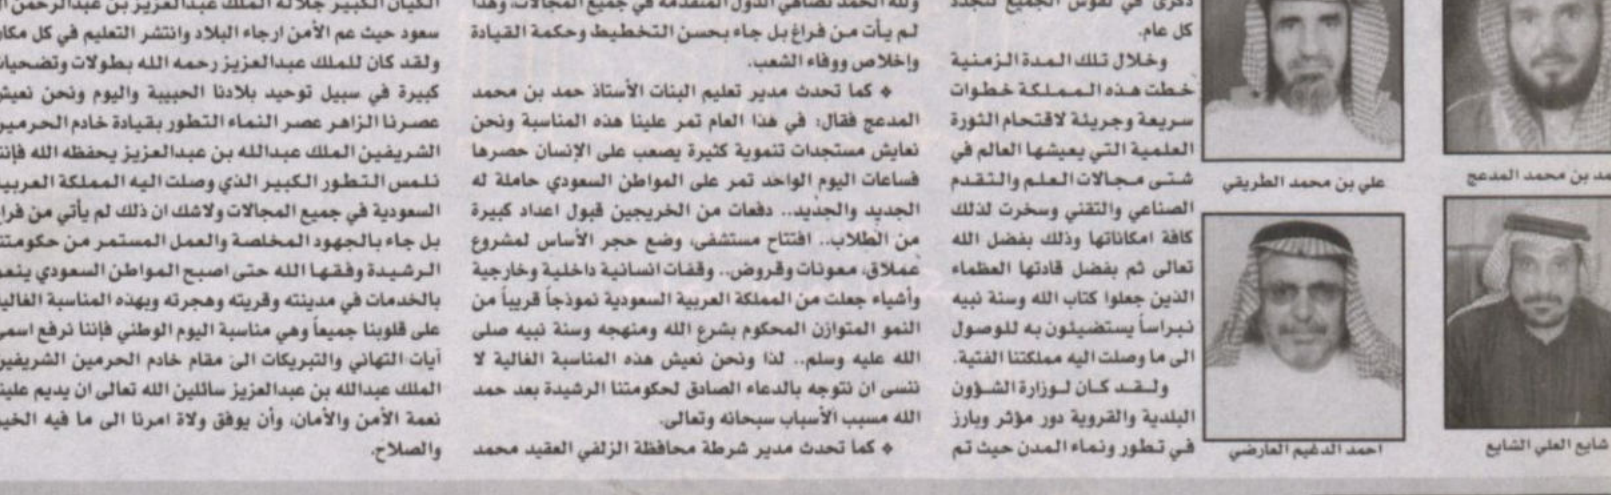 علي بن محمد الطريقي
بن محمد المدعج
احمد الدغيم العارضي
شايع العلي الشايع
ذكرى في نفوس الجميع تتجدد
كل عام.
وخلال تلك المدة الزمنية
خطت هذه المملكة خطوات
سريعة وجريئة لاقتحام الثورة
العلمية التي يعيشها العالم في
شتى مجالات العلم والتقدم
الصناعي والتقني وسخرت لذلك
كافة امكاناتها وذلك بفضل الله
تعالى ثم بفضل قادتها العظماء
الذين جعلوا كتاب الله وسنة نبيه
نبراساً يستضيئون به للوصول
الى ما وصلت اليه مملكتنا الفتية.
ولقد كان لوزارة الشؤون
البلدية والقروية دور مؤثر وبارز
في تطور ونماء المدن حيث تم
ولله الحمد تضاهي الدول المتقدمة في جميع المجالات، وهذا
لم يأت من فراغ بل جاء بحسن التخطيط وحكمة القيادة
وإخلاص ووفاء الشعب.
❖ كما تحدث مدير تعليم البنات الأستاذ حمد بن محمد
المدعج فقال: في هذا العام تمر علينا هذه المناسبة ونحن
نعايش مستجدات تنموية كثيرة يصعب على الإنسان حصرها
فساعات اليوم الواحد تمر على المواطن السعودي حاملة له
الجديد والجديد.. دفعات من الخريجين قبول اعداد كبيرة
من الطلاب.. افتتاح مستشفى، وضع حجر الأساس لمشروع
عملاق، معونات وقروض.. وقفات انسانية داخلية وخارجية
وأشياء جعلت من المملكة العربية السعودية نموذجاً قريباً من
النمو المتوازن المحكوم بشرع الله ومنهجه وسنة نبيه صلى
الله عليه وسلم.. لذا ونحن نعيش هذه المناسبة الغالية لا
ننسى ان نتوجه بالدعاء الصادق لحكومتنا الرشيدة بعد حمد
الله مسبب الأسباب سبحانه وتعالى.
❖ كما تحدث مدير شرطة محافظة الزلفي العقيد محمد
الكيان الكبير جلالة الملك عبدالعزيز بن عبدالرحمن
سعود حيث عم الأمن ارجاء البلاد وانتشر التعليم في كل
ولقد كان للملك عبدالعزيز رحمه الله بطولات وتضحيات
كبيرة في سبيل توحيد بلادنا الحبيبة واليوم ونحن نعيش
عصرنا الزاهر عصر النماء التطور بقيادة خادم الحرمين
الشريفين الملك عبدالله بن عبدالعزيز يحفظه الله
نلمس التطور الكبير الذي وصلت اليه المملكة العربية
السعودية في جميع المجالات ولاشك ان ذلك لم يأتي من
بل جاء بالجهود المخلصة والعمل المستمر من
الرشيدة وفقها الله حتى اصبح المواطن السعودي
بالخدمات في مدينته وقريته وهجرته وبهذه المناسبة
على قلوبنا جميعاً وهي مناسبة اليوم الوطني فإننا نرفع
آيات التهاني والتبريكات الى مقام خادم الحرمين الشريفين
الملك عبدالله بن عبدالعزيز سائلين الله تعالى ان يديم
نعمة الأمن والأمان، وأن يوفق ولاة امرنا الى ما فيه
والصلاح.